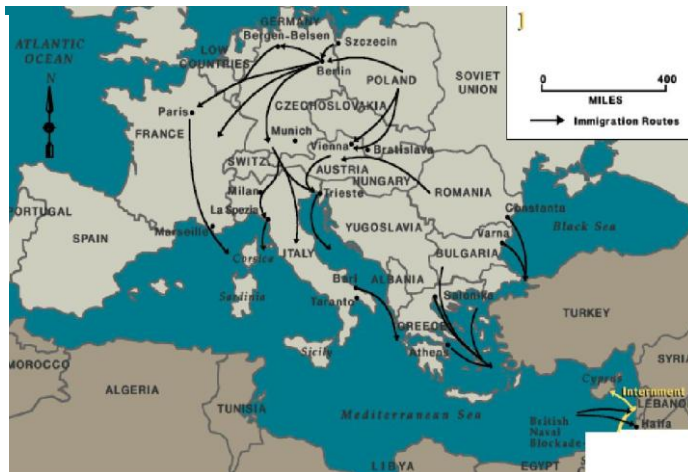 ATLANTIC
OCEAN
N
GERMANY
Bergen-Belsen
Szczecin
LOW
COUNTRIES
Berlin
POLAND
SOVIET
UNION
0 400
MILES
Immigration Routes
Paris
FRANCE
CZECHOSLOVAKIA
Munich
Vienna
Bratislava
SWITZ.
AUSTRIA
HUNGARY
ROMANIA
Milan
Trieste
La Spezia
Constanta
PORTUGAL
SPAIN
Marseille
ITALY
YUGOSLAVIA
Varna
Black Sea
BULGARIA
Corsica
Sardinia
Bari
ALBANIA
Taranto
Salonika
GREECE
TURKEY
Athens
Sicily
MOROCCO
ALGERIA
TUNISIA
Mediterranean Sea
Cyprus
SYRIA
Internment
LEBANO
British
Naval
Blockade
Haifa
LIBYA
EGYPT